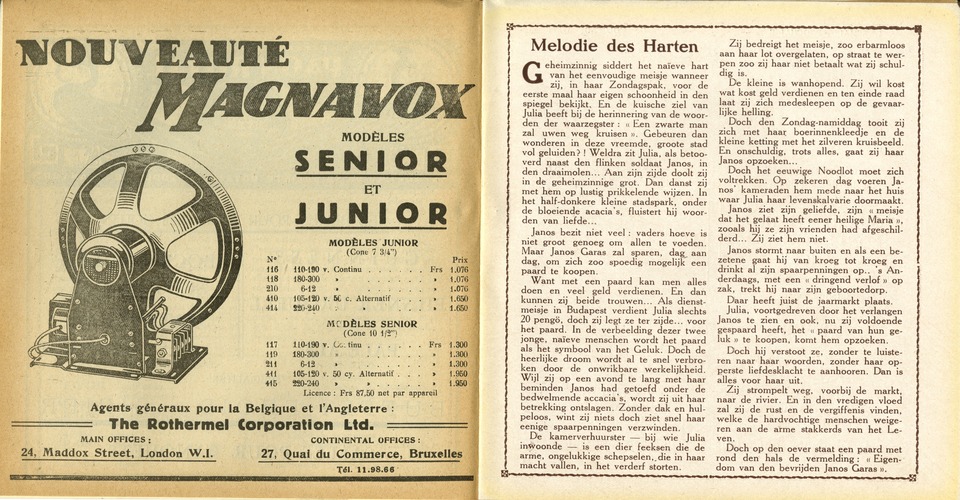 NOUVEAUTÉ
MAGNAVOX
MODÈLES
SENIOR
ET
JUNIOR
MODÈLES JUNIOR
(Cone 7 3/4")
Nº Prix
116 110-190 v. Continu . . . . . . . Frs 1.076
118 180-300 » . . . . . . . » 1.076
210 6-12 » . . . . . . . » 1.076
410 105-120 v. 50 c. Alternatif . . . . » 1.650
414 220-240 » » . . . . » 1.650
MODÈLES SENIOR
(Cone 10 1/2")
117 110-190 v. Continu . . . . . . . Frs 1.300
119 180-300 » . . . . . . . » 1.300
211 6-12 » . . . . . . . » 1.300
411 105-120 v. 50 cy. Alternatif . . . . » 1.950
415 220-240 » » . . . . » 1.950
Licence : Frs 87,50 net par appareil
Agents généraux pour la Belgique et l'Angleterre :
The Rothermel Corporation Ltd.
MAIN OFFICES :
24, Maddox Street, London W.I.
CONTINENTAL OFFICES :
27, Quai du Commerce, Bruxelles
Tél. 11.98.66
Melodie des Harten
Geheimzinnig siddert het naïeve hart
van het eenvoudige meisje wanneer
zij, in haar Zondagspak, voor de
eerste maal haar eigen schoonheid in den
spiegel bekijkt. En de kuische ziel van
Julia beeft bij de herinnering van de woor-
den der waarzegster : « Een zwarte man
zal uwen weg kruisen ». Gebeuren dan
wonderen in deze vreemde, groote stad
vol geluiden?! Weldra zit Julia, als betoo-
verd naast den flinken soldaat Janos, in
den draaimolen... Aan zijn zijde doolt zij
in de geheimzinnige grot. Dan danst zij
met hem op lustig prikkelende wijzen. In
het half-donkere kleine stadspark, onder
de bloeiende acacia's, fluistert hij woor-
den van liefde...
Janos bezit niet veel : vaders hoeve is
niet groot genoeg om allen te voeden.
Maar Janos Garas zal sparen, dag aan
dag, om zich zoo spoedig mogelijk een
paard te koopen.
Want met een paard kan men alles
doen en veel geld verdienen. En dan
kunnen zij beide trouwen... Als dienst-
meisje in Budapest verdient Julia slechts
20 pengö, doch zij legt ze ter zijde... voor
het paard. In de verbeelding dezer twee
jonge, naïeve menschen wordt het paard
als het symbool van het Geluk. Doch de
heerlijke droom wordt al te snel verbro-
ken door de onwrikbare werkelijkheid.
Wijl zij op een avond te lang met haar
beminden Janos had getoefd onder de
bedwelmende accacia's, wordt zij uit haar
betrekking ontslagen. Zonder dak en hul-
peloos, wint zij niets doch ziet snel haar
eenige spaarpenningen verzwinden.
De kamerverhuurster — bij wie Julia
inwoonde — is een dier feeksen die de
arme, ongelukkige schepselen, die in haar
macht vallen, in het verderf storten.
Zij bedreigt het meisje, zoo erbarmloos
aan haar lot overgelaten, op straat te wer-
pen zoo zij haar niet betaalt wat zij schul-
dig is.
De kleine is wanhopend. Zij wil kost
wat kost geld verdienen en ten einde raad
laat zij zich medesleepen op de gevaar-
lijke helling.
Doch den Zondag-namiddag tooit zij
zich met haar boerinnenkleedje en de
kleine ketting met het zilveren kruisbeeld.
En onschuldig, trots alles, gaat zij haar
Janos opzoeken...
Doch het eeuwige Noodlot moet zich
voltrekken. Op zekeren dag voeren Ja-
nos' kameraden hem mede naar het huis
waar Julia haar levenskalvarie doormaakt.
Janos ziet zijn geliefde, zijn « meisje
dat het gelaat heeft eener heilige Maria »,
zooals hij ze zijn vrienden had afgeschil-
derd... Zij ziet hem niet.
Janos stormt naar buiten en als een be-
zetene gaat hij van kroeg tot kroeg en
drinkt al zijn spaarpenningen op.. 's An-
derdaags, met een « dringend verlof » op
zak, trekt hij naar zijn geboortedorp.
Daar heeft juist de jaarmarkt plaats.
Julia, voortgedreven door het verlangen
Janos te zien en ook, nu zij voldoende
gespaard heeft, het « paard van hun ge-
luk » te koopen, komt hem opzoeken.
Doch hij verstoot ze, zonder te luiste-
ren naar haar woorden, zonder haar op-
perste liefdesklacht te aanhooren. Dan is
alles voor haar uit.
Zij strompelt weg, voorbij de markt,
naar de rivier. En in den vredigen vloed
zal zij de rust en de vergiffenis vinden,
welke de hardvochtige menschen weige-
ren aan de arme stakkerds van het Le-
ven.
Doch op den oever staat een paard met
rond den hals de vermelding : « Eigen-
dom van den bevrijden Janos Garas ».